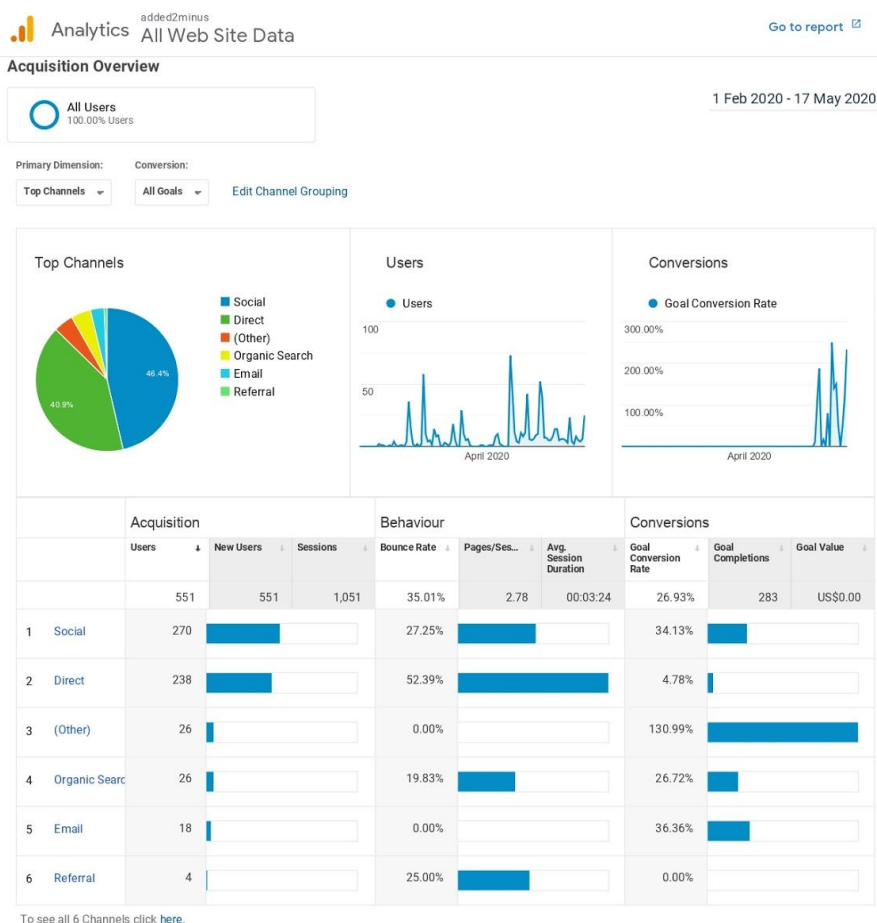 added2minus
Analytics All Web Site Data
Go to report
Acquisition Overview
All Users
100.00% Users
1 Feb 2020 - 17 May 2020
Primary Dimension: Conversion:
Top Channels All Goals Edit Channel Grouping
Top Channels
Social
Direct
(Other)
Organic Search
Email
Referral
46.4%
40.9%
Users
Users
100
50
April 2020
Conversions
Goal Conversion Rate
300.00%
200.00%
100.00%
April 2020
Acquisition Behaviour Conversions
Users New Users Sessions Bounce Rate Pages/Ses... Avg. Session Duration Goal Conversion Rate Goal Completions Goal Value
551 551 1,051 35.01% 2.78 00:03:24 26.93% 283 US$0.00
1 Social 270 27.25% 34.13%
2 Direct 238 52.39% 4.78%
3 (Other) 26 0.00% 130.99%
4 Organic Searc 26 19.83% 26.72%
5 Email 18 0.00% 36.36%
6 Referral 4 25.00% 0.00%
To see all 6 Channels click here.